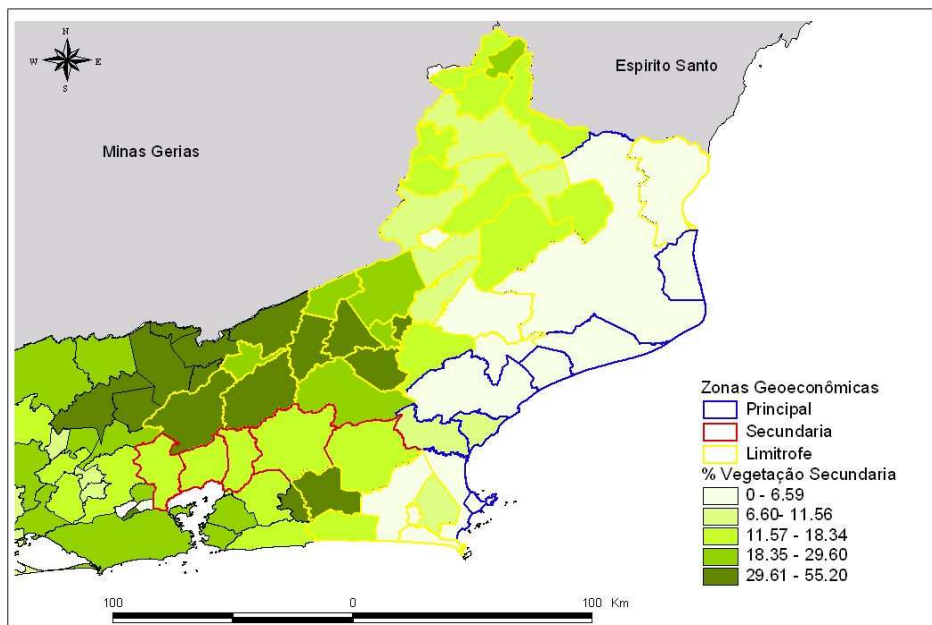 N
W E
S
Espirito Santo
Minas Gerias
Zonas Geoeconômicas
Principal
Secundaria
Limitrofe
% Vegetação Secundaria
0 - 6.59
6.60- 11.56
11.57 - 18.34
18.35 - 29.60
29.61 - 55.20
100 0 100 Km